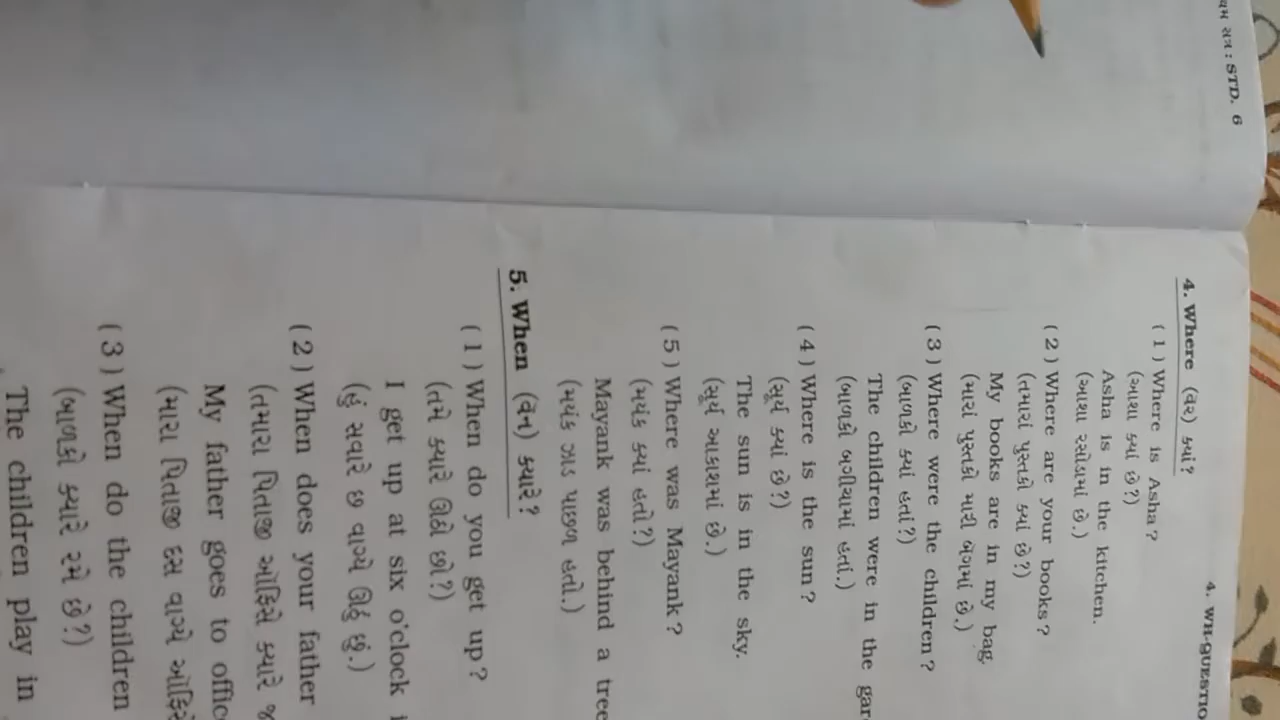 સત્ર : STD. 6
4. WH-QUESTIO
4. Where (વેર) ક્યાં?
( 1 ) Where is Asha ?
(આશા ક્યાં છે?)
Asha is in the kitchen.
(આશા રસોડામાં છે.)
( 2 ) Where are your books ?
(તમારાં પુસ્તકો ક્યાં છે?)
My books are in my bag.
(મારાં પુસ્તકો મારી બૅગમાં છે.)
( 3 ) Where were the children ?
(બાળકો ક્યાં હતાં?)
The children were in the gar
(બાળકો બગીચામાં હતાં.)
( 4 ) Where is the sun ?
(સૂર્ય ક્યાં છે?)
The sun is in the sky.
(સૂર્ય આકાશમાં છે.)
( 5 ) Where was Mayank ?
(મયંક ક્યાં હતો?)
Mayank was behind a tree
(મયંક ઝાડ પાછળ હતો.)
5. When (વેન) ક્યારે?
( 1 ) When do you get up ?
(તમે ક્યારે ઊઠો છો?)
I get up at six o'clock i
(હું સવારે છ વાગ્યે ઊઠું છું.)
( 2 ) When does your father
(તમારા પિતાજી ઑફિસે ક્યારે જ
My father goes to offic
(મારા પિતાજી દસ વાગ્યે ઑફિસે
( 3 ) When do the children
(બાળકો ક્યારે રમે છે?)
The children play in